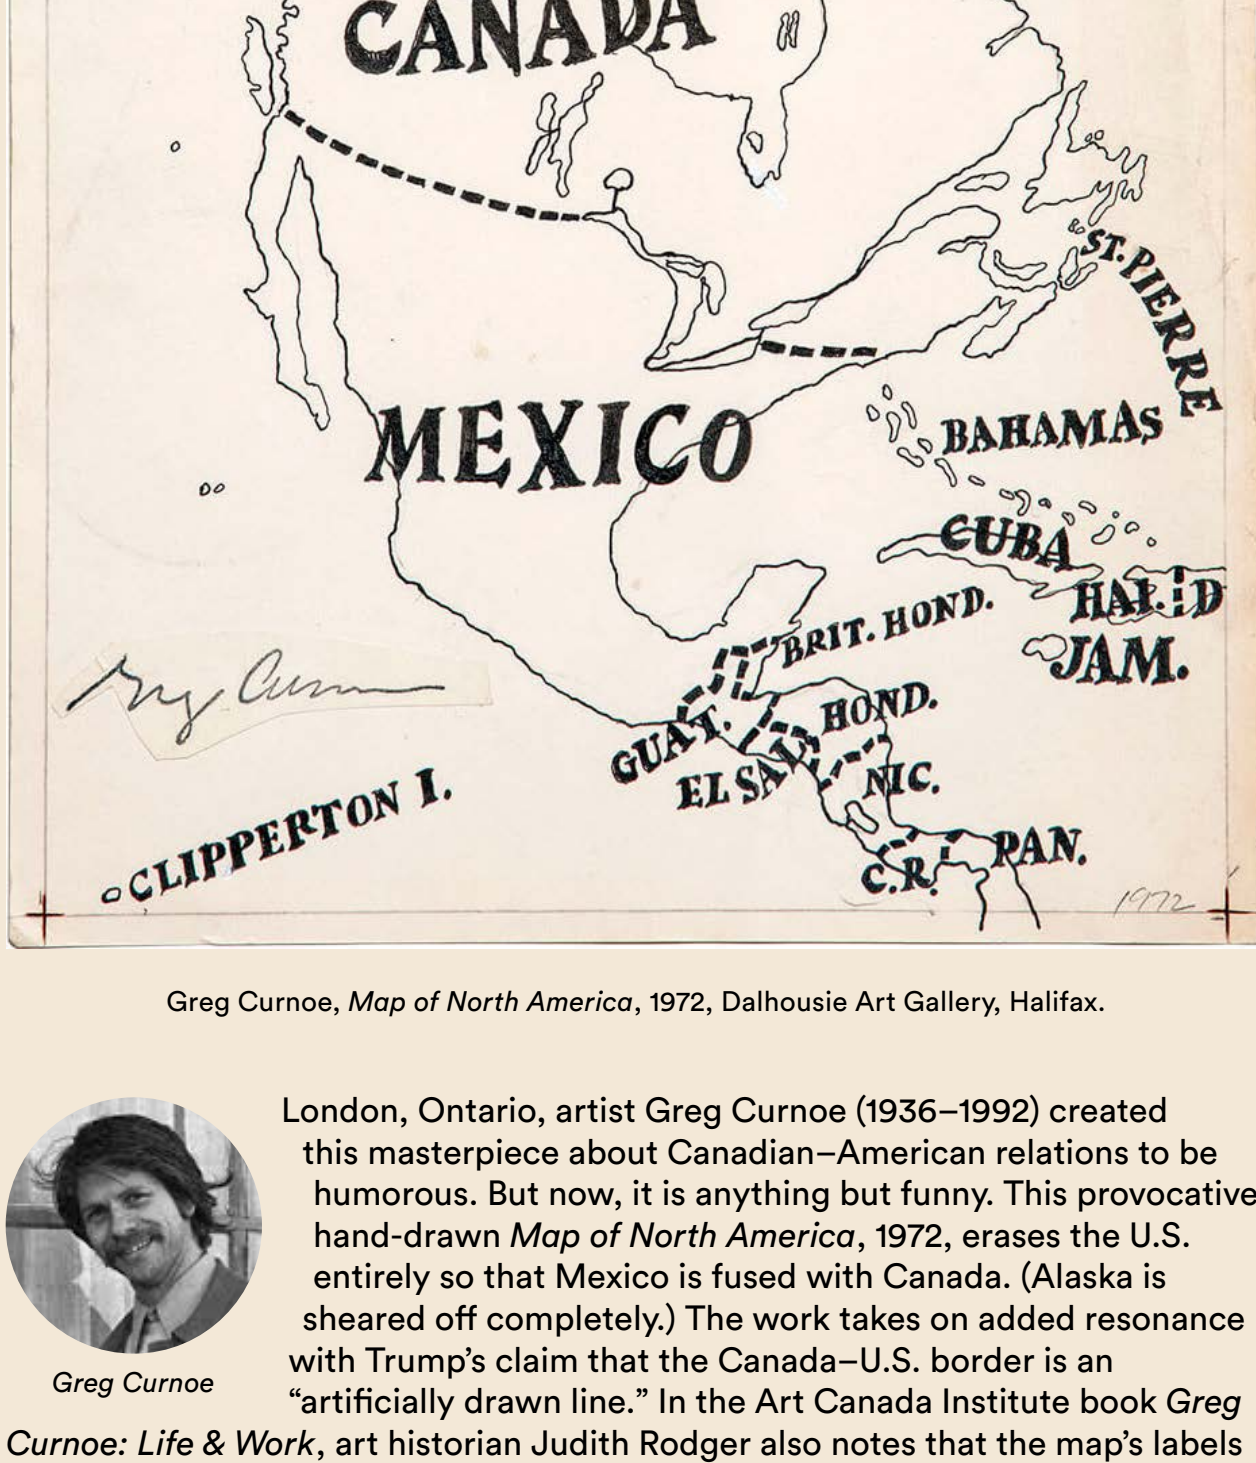 CANADA
ST. PIERRE
MEXICO
BAHAMAS
CUBA
HAI. D
BRIT. HOND.
JAM.
Greg Curnoe
HOND.
GUAT.
EL SAL
NIC.
CLIPPERTON I.
C.R.
PAN.
1972
Greg Curnoe, Map of North America, 1972, Dalhousie Art Gallery, Halifax.
London, Ontario, artist Greg Curnoe (1936–1992) created
this masterpiece about Canadian–American relations to be
humorous. But now, it is anything but funny. This provocative
hand-drawn Map of North America, 1972, erases the U.S.
entirely so that Mexico is fused with Canada. (Alaska is
sheared off completely.) The work takes on added resonance
with Trump’s claim that the Canada–U.S. border is an
“artificially drawn line.” In the Art Canada Institute book Greg
Curnoe: Life & Work, art historian Judith Rodger also notes that the map’s labels
Greg Curnoe